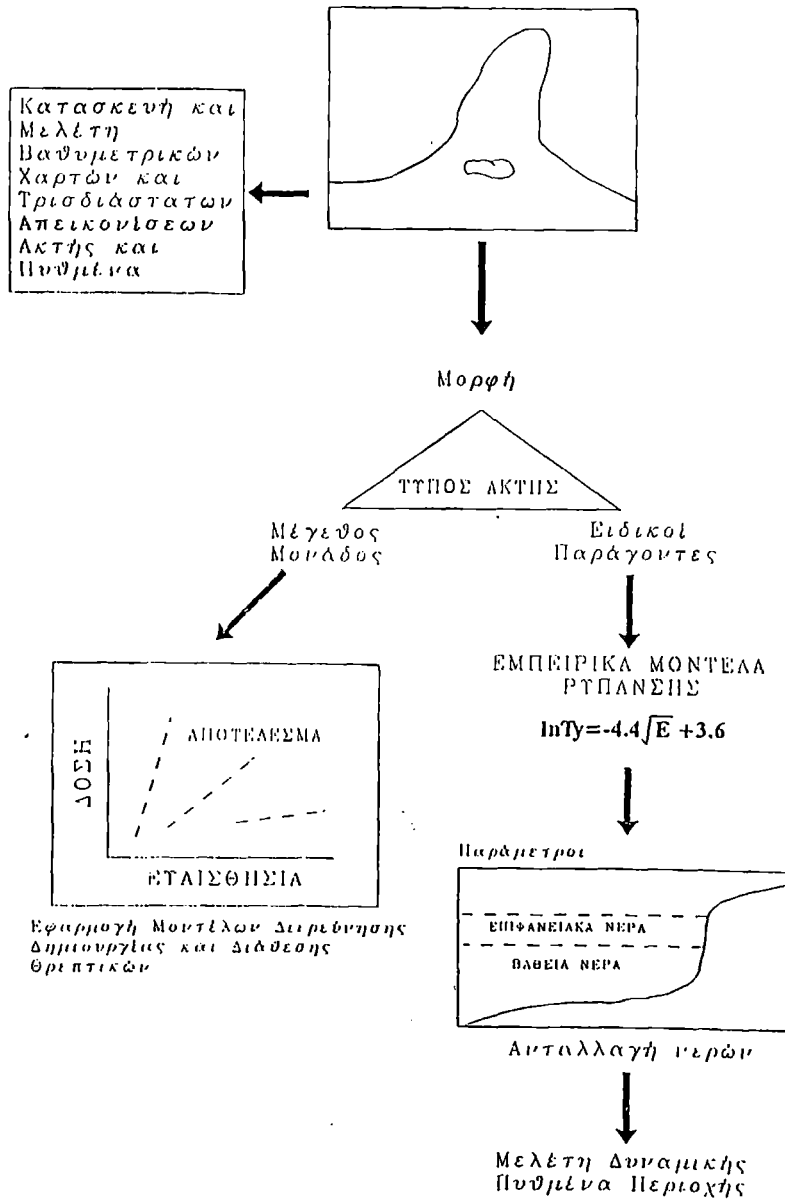 Κατασκευή και
Μελέτη
Βαθυμετρικών
Χαρτών και
Τρισδιάστατων
Απεικονίσεων
Ακτής και
Πυθμένα
Μορφή
ΤΥΠΟΣ ΑΚΤΗΣ
Μέγεθος
Μονάδος
Ειδικοί
Παράγοντες
ΕΜΠΕΙΡΙΚΑ ΜΟΝΤΕΛΑ
ΡΥΠΑΝΣΗΣ
lnTy=-4.4√E +3.6
ΔΟΣΗ
ΑΠΟΤΕΛΕΣΜΑ
ΕΥΑΙΣΘΗΣΙΑ
Εφαρμογή Μοντέλων Διερεύνησης
Δημιουργίας και Διάθεσης
Θρεπτικών
Παράμετροι
ΕΠΙΦΑΝΕΙΑΚΑ ΝΕΡΑ
ΒΑΘΕΙΑ ΝΕΡΑ
Ανταλλαγή νερών
Μελέτη Δυναμικής
Πυθμένα Περιοχής